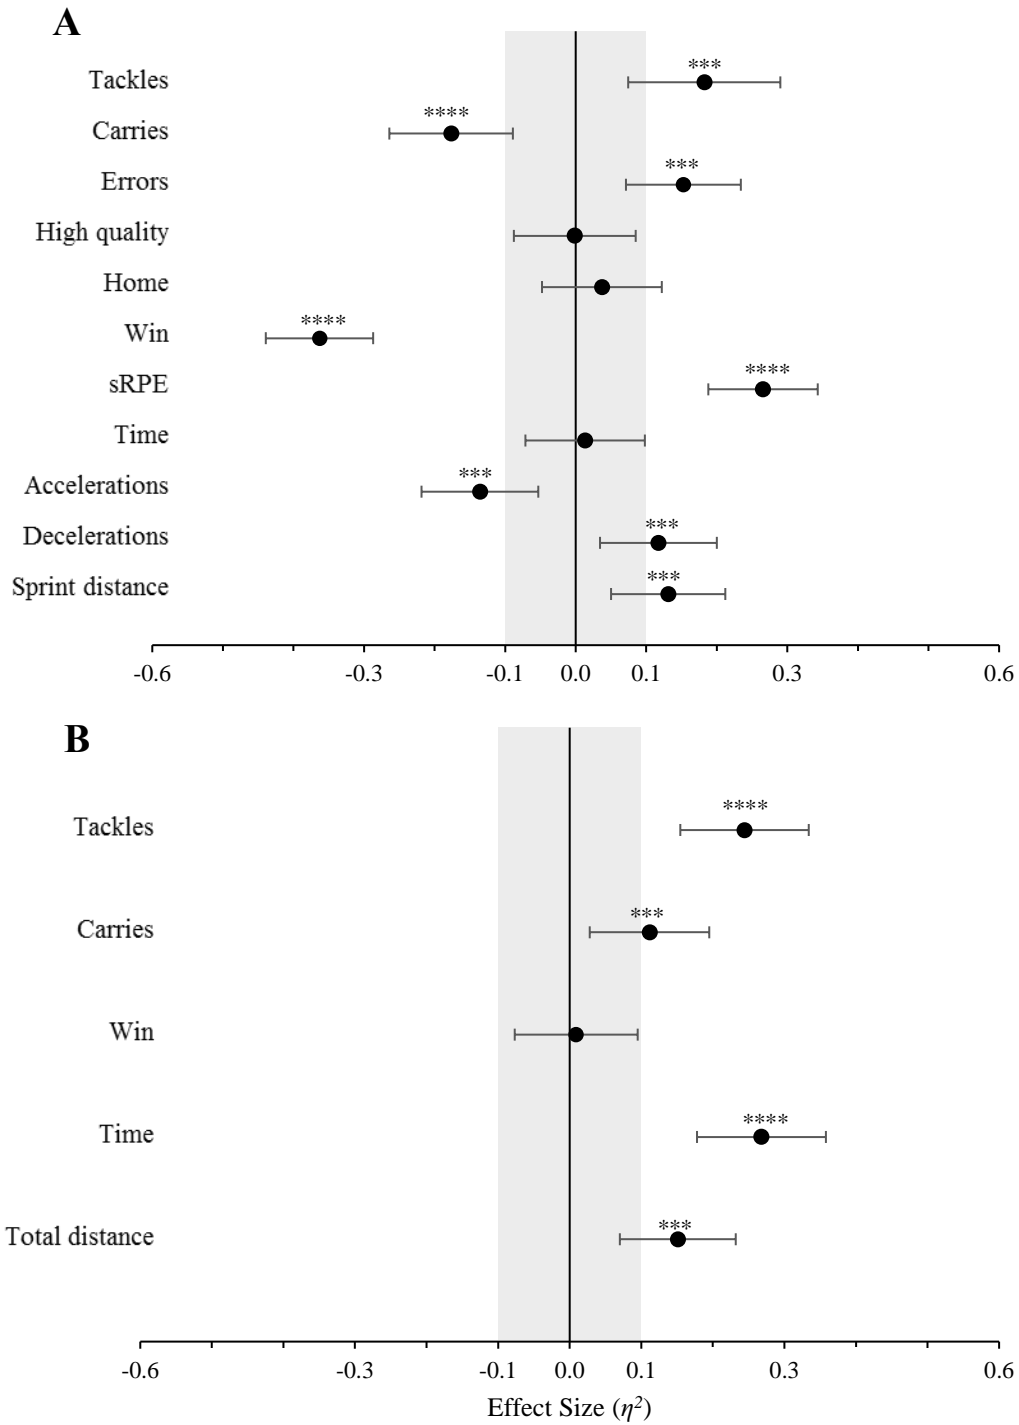 A
Tackles ***
Carries ****
Errors ***
High quality
Home
Win ****
sRPE ****
Time
Accelerations ***
Decelerations ***
Sprint distance ***
-0.6 -0.3 -0.1 0.0 0.1 0.3 0.6
B
Tackles ****
Carries ***
Win
Time ****
Total distance ***
-0.6 -0.3 -0.1 0.0 0.1 0.3 0.6
Effect Size (η²)